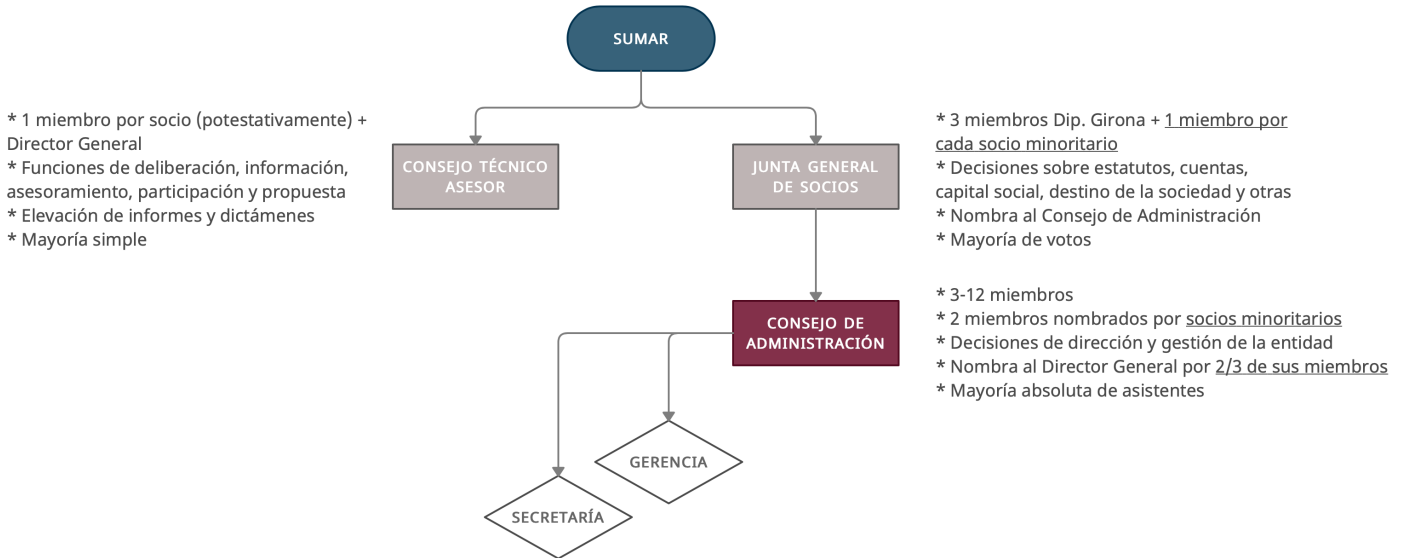 SUMAR
* 1 miembro por socio (potestativamente) +
Director General
* Funciones de deliberación, información,
asesoramiento, participación y propuesta
* Elevación de informes y dictámenes
* Mayoría simple
CONSEJO TÉCNICO
ASESOR
JUNTA GENERAL
DE SOCIOS
* 3 miembros Dip. Girona + 1 miembro por
cada socio minoritario
* Decisiones sobre estatutos, cuentas,
capital social, destino de la sociedad y otras
* Nombra al Consejo de Administración
* Mayoría de votos
CONSEJO DE
ADMINISTRACIÓN
* 3-12 miembros
* 2 miembros nombrados por socios minoritarios
* Decisiones de dirección y gestión de la entidad
* Nombra al Director General por 2/3 de sus miembros
* Mayoría absoluta de asistentes
GERENCIA
SECRETARÍA